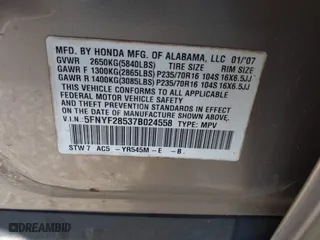 MFD. BY HONDA MFG. OF ALABAMA, LLC 01/'07
GVWR 2650KG(5840LBS) TIRE SIZE RIM SIZE
GAWR F 1300KG(2865LBS) P235/70R16 104S 16X6.5JJ
GAWR R 1400KG(3085LBS) P235/70R16 104S 16X6.5JJ
THIS VEHICLE CONFORMS TO ALL APPLICABLE FEDERAL MOTOR
VEHICLE SAFETY AND THEFT PREVENTION STANDARDS IN EFFECT
ON THE DATE OF MANUFACTURE SHOWN ABOVE.
V.I.N.: 5FNYF28537B024558 TYPE: MPV
STW 7 AC5 -YR545M-E -B.
DREAMBID.COM